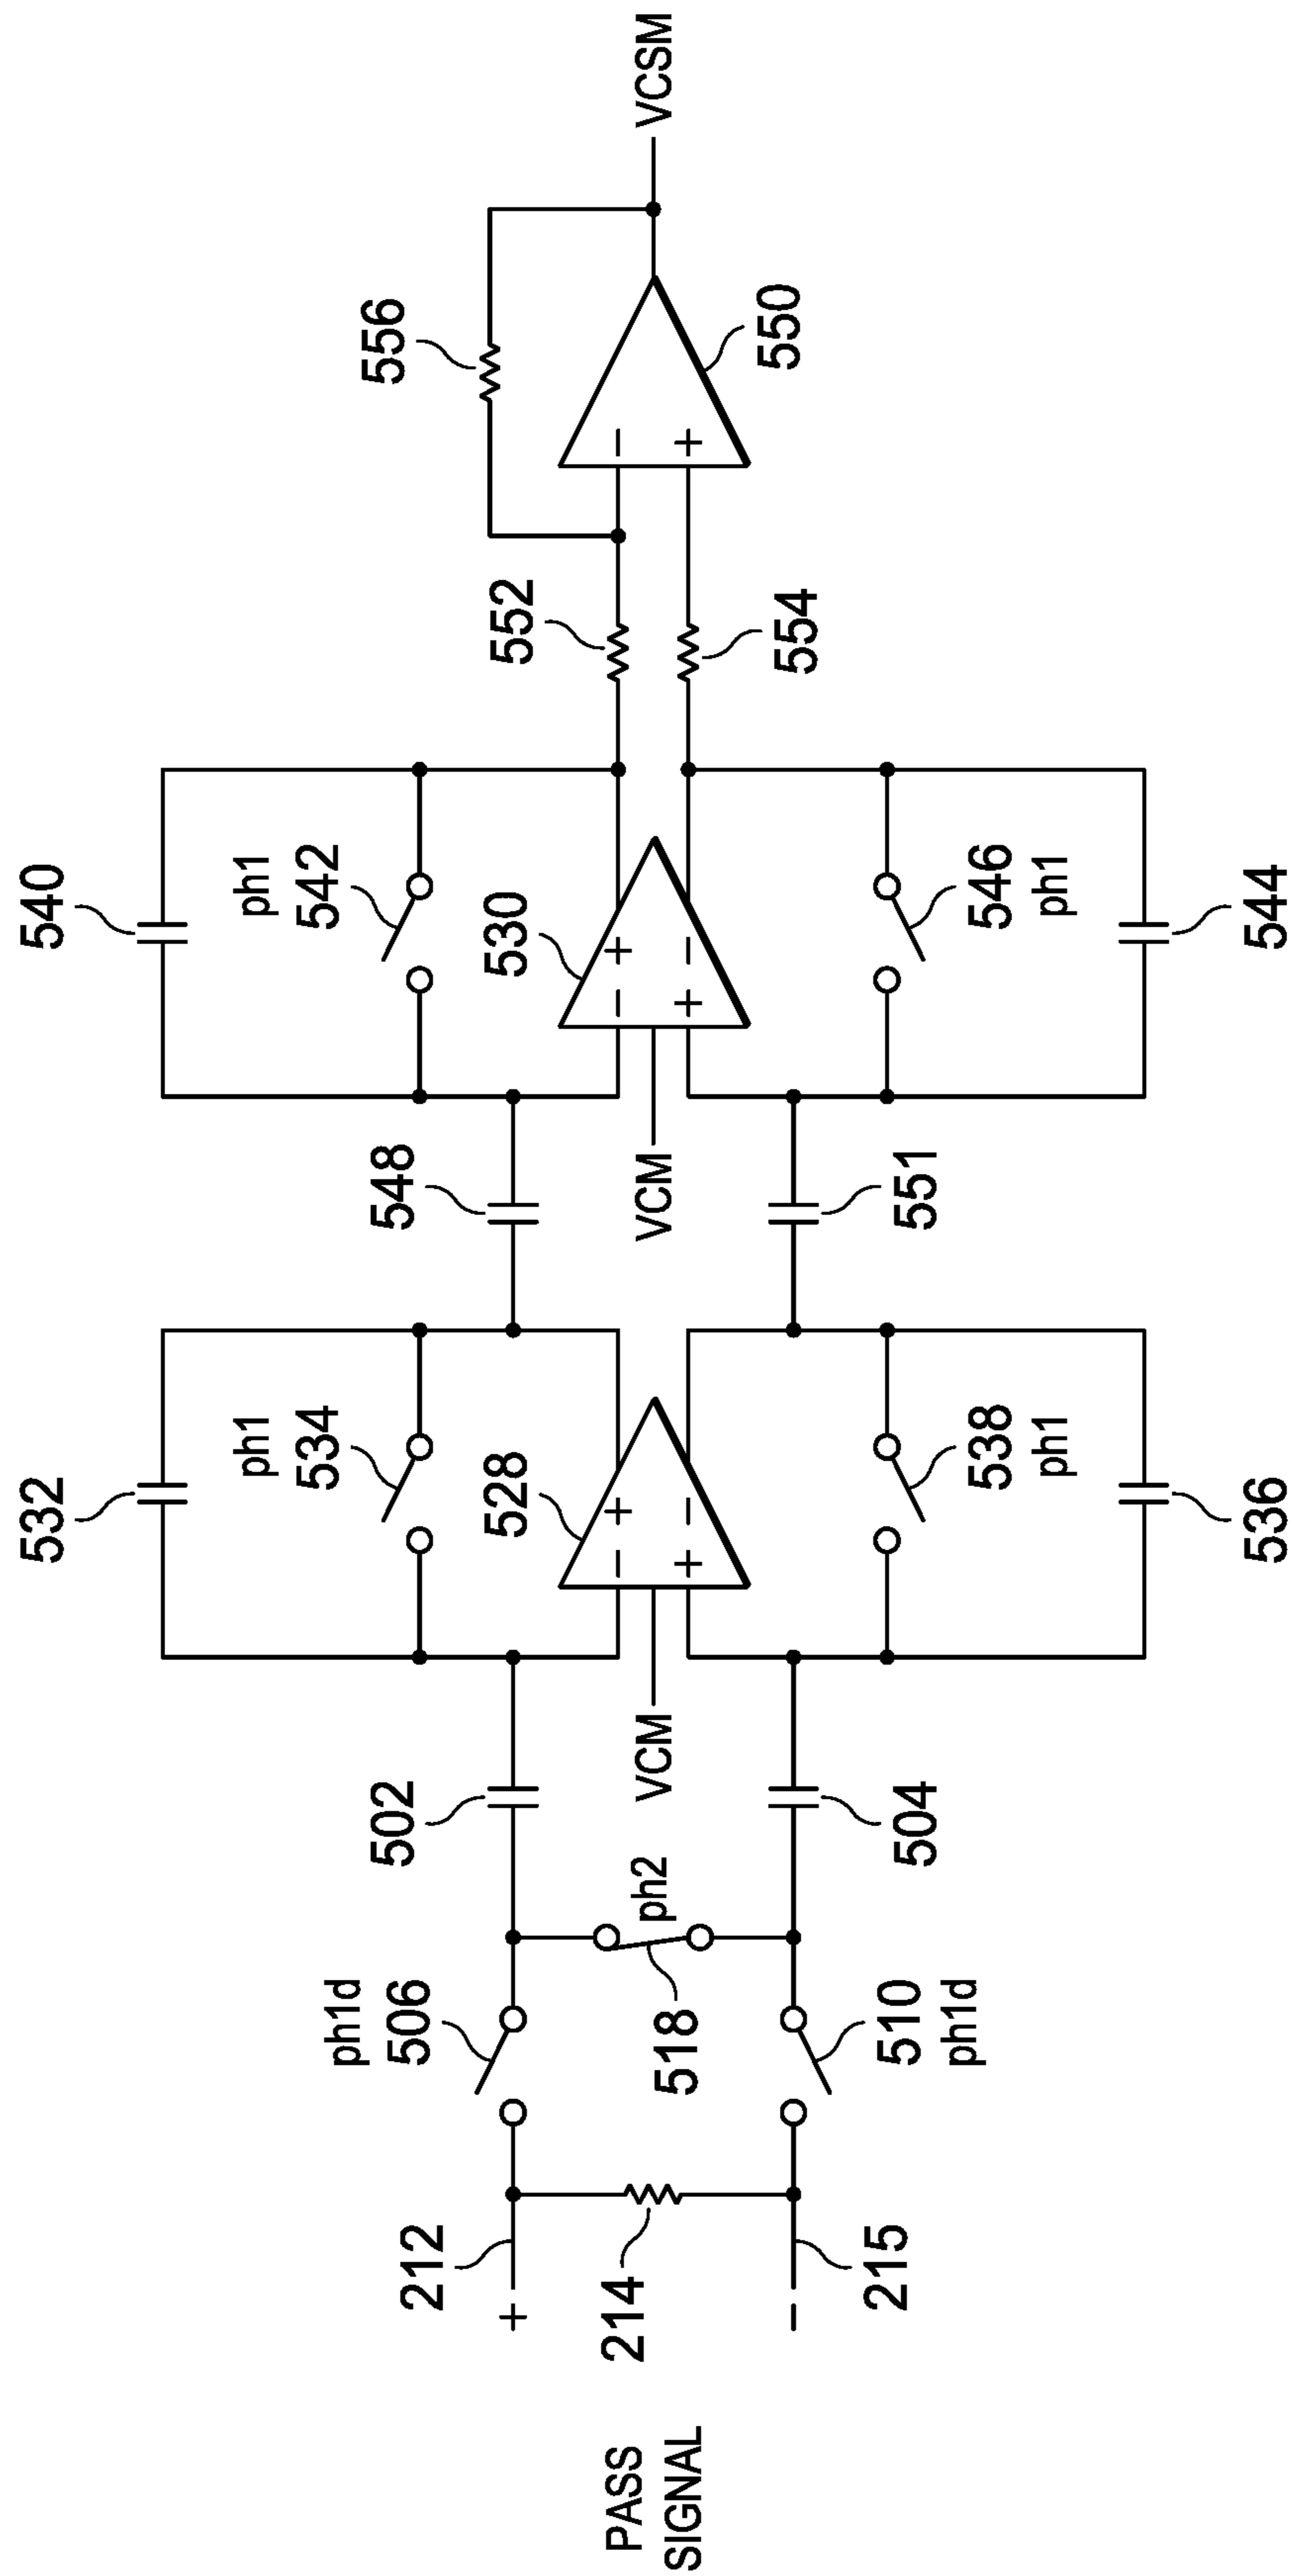 PASS
SIGNAL
+
212
214
−
215
ph1d
506
510
ph1d
518
ph2
502
504
VCM
532
ph1
534
528
− +
+ −
538
ph1
536
548
551
VCM
540
ph1
542
530
− +
+ −
546
ph1
544
552
554
556
−
+
550
VCSM